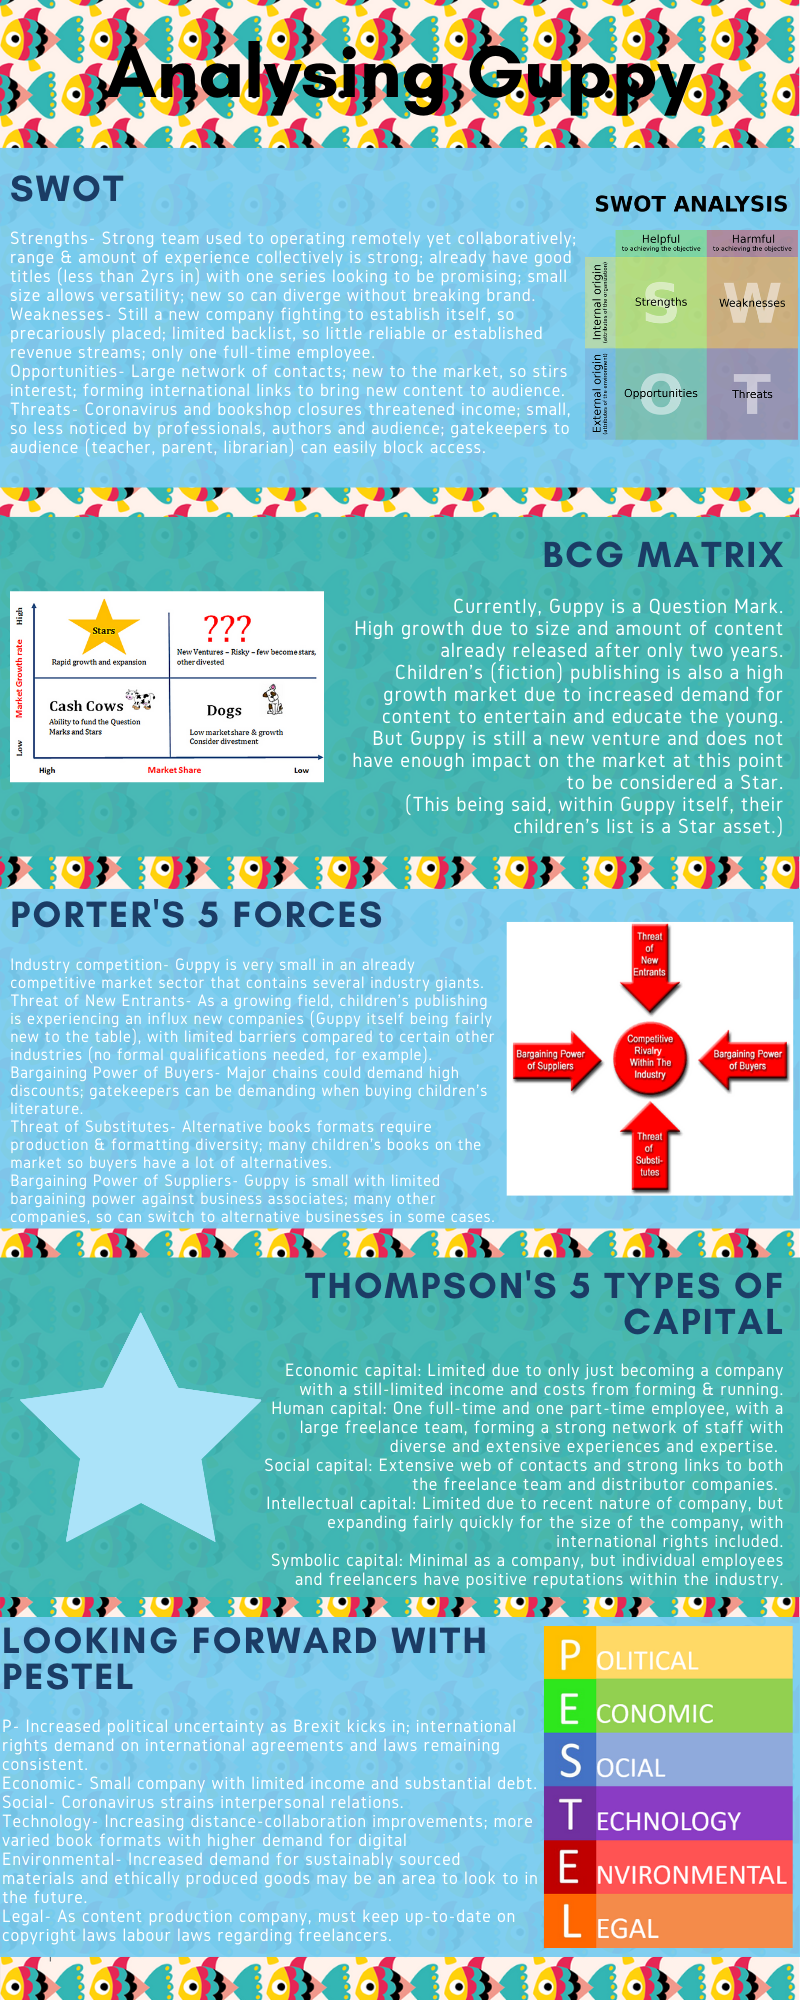 Analysing Guppy
SWOT
Strengths- Strong team used to operating remotely yet collaboratively;
range & amount of experience collectively is strong; already have good
titles (less than 2yrs in) with one series looking to be promising; small
size allows versatility; new so can diverge without breaking brand.
Weaknesses- Still a new company fighting to establish itself, so
precariously placed; limited backlist, so little reliable or established
revenue streams; only one full-time employee.
Opportunities- Large network of contacts; new to the market, so stirs
interest; forming international links to bring new content to audience.
Threats- Coronavirus and bookshop closures threatened income; small,
so less noticed by professionals, authors and audience; gatekeepers to
audience (teacher, parent, librarian) can easily block access.
SWOT ANALYSIS
Helpful
to achieving the objective
Harmful
to achieving the objective
Internal origin
(attributes of the organization)
S
Strengths
W
Weaknesses
External origin
(attributes of the environment)
O
Opportunities
T
Threats
BCG MATRIX
High
Market Growth rate
Low
Stars
Rapid growth and expansion
???
New Ventures – Risky – few become stars,
other divested
Cash Cows
Ability to fund the Question
Marks and Stars
Dogs
Low market share & growth
Consider divestment
High
Market Share
Low
Currently, Guppy is a Question Mark.
High growth due to size and amount of content
already released after only two years.
Children's (fiction) publishing is also a high
growth market due to increased demand for
content to entertain and educate the young.
But Guppy is still a new venture and does not
have enough impact on the market at this point
to be considered a Star.
(This being said, within Guppy itself, their
children's list is a Star asset.)
PORTER'S 5 FORCES
Industry competition- Guppy is very small in an already
competitive market sector that contains several industry giants.
Threat of New Entrants- As a growing field, children's publishing
is experiencing an influx new companies (Guppy itself being fairly
new to the table), with limited barriers compared to certain other
industries (no formal qualifications needed, for example).
Bargaining Power of Buyers- Major chains could demand high
discounts; gatekeepers can be demanding when buying children's
literature.
Threat of Substitutes- Alternative books formats require
production & formatting diversity; many children's books on the
market so buyers have a lot of alternatives.
Bargaining Power of Suppliers- Guppy is small with limited
bargaining power against business associates; many other
companies, so can switch to alternative businesses in some cases.
Threat
of
New
Entrants
Bargaining Power
of Suppliers
Competitive
Rivalry
Within The
Industry
Bargaining Power
of Buyers
Threat
of
Substi-
tutes
THOMPSON'S 5 TYPES OF
CAPITAL
Economic capital: Limited due to only just becoming a company
with a still-limited income and costs from forming & running.
Human capital: One full-time and one part-time employee, with a
large freelance team, forming a strong network of staff with
diverse and extensive experiences and expertise.
Social capital: Extensive web of contacts and strong links to both
the freelance team and distributor companies.
Intellectual capital: Limited due to recent nature of company, but
expanding fairly quickly for the size of the company, with
international rights included.
Symbolic capital: Minimal as a company, but individual employees
and freelancers have positive reputations within the industry.
LOOKING FORWARD WITH
PESTEL
P- Increased political uncertainty as Brexit kicks in; international
rights demand on international agreements and laws remaining
consistent.
Economic- Small company with limited income and substantial debt.
Social- Coronavirus strains interpersonal relations.
Technology- Increasing distance-collaboration improvements; more
varied book formats with higher demand for digital
Environmental- Increased demand for sustainably sourced
materials and ethically produced goods may be an area to look to in
the future.
Legal- As content production company, must keep up-to-date on
copyright laws labour laws regarding freelancers.
POLITICAL
ECONOMIC
SOCIAL
TECHNOLOGY
ENVIRONMENTAL
LEGAL